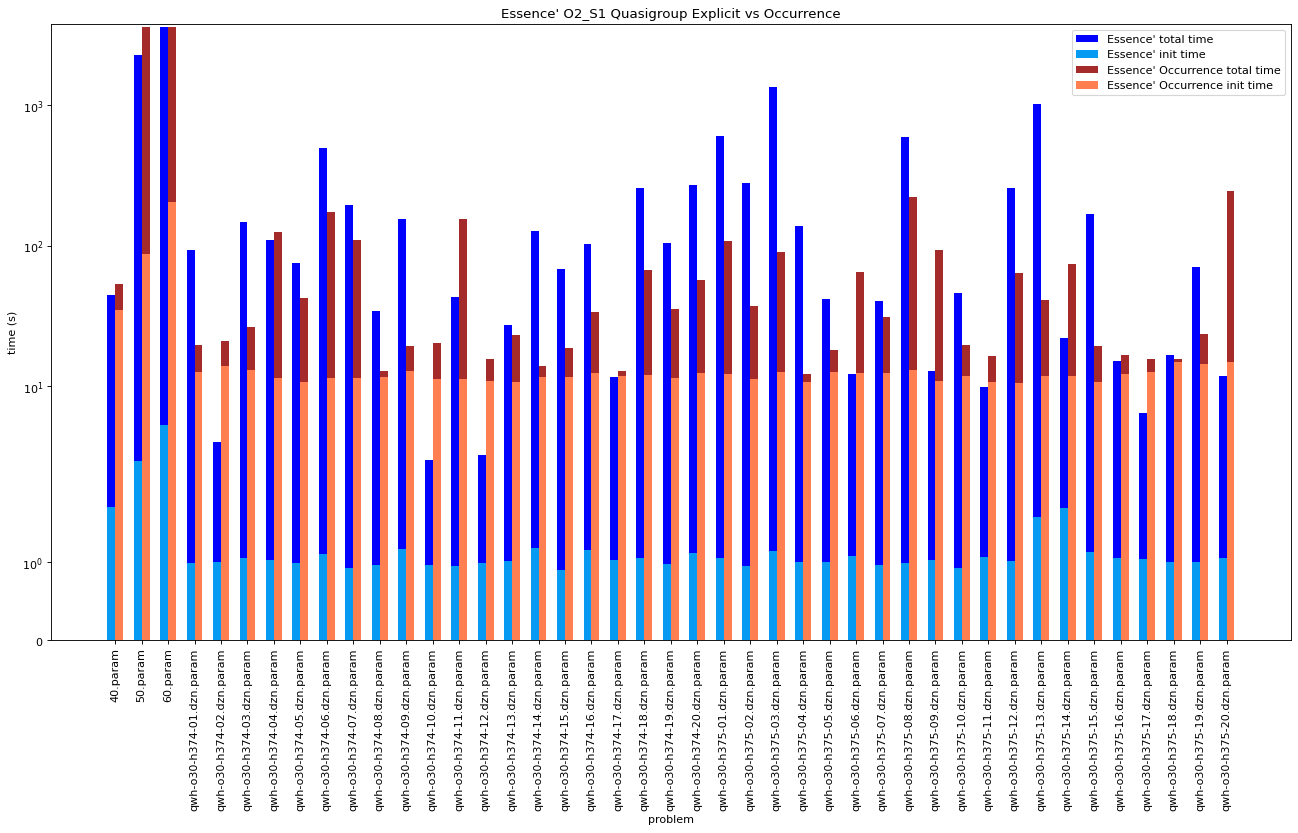 Essence' O2_S1 Quasigroup Explicit vs Occurrence
Essence' total time
Essence' init time
Essence' Occurrence total time
Essence' Occurrence init time
time (s)
10³
10²
10¹
10⁰
0
40.param
50.param
60.param
qwh-o30-h374-01.dzn.param
qwh-o30-h374-02.dzn.param
qwh-o30-h374-03.dzn.param
qwh-o30-h374-04.dzn.param
qwh-o30-h374-05.dzn.param
qwh-o30-h374-06.dzn.param
qwh-o30-h374-07.dzn.param
qwh-o30-h374-08.dzn.param
qwh-o30-h374-09.dzn.param
qwh-o30-h374-10.dzn.param
qwh-o30-h374-11.dzn.param
qwh-o30-h374-12.dzn.param
qwh-o30-h374-13.dzn.param
qwh-o30-h374-14.dzn.param
qwh-o30-h374-15.dzn.param
qwh-o30-h374-16.dzn.param
qwh-o30-h374-17.dzn.param
qwh-o30-h374-18.dzn.param
qwh-o30-h374-19.dzn.param
qwh-o30-h374-20.dzn.param
qwh-o30-h375-01.dzn.param
qwh-o30-h375-02.dzn.param
qwh-o30-h375-03.dzn.param
qwh-o30-h375-04.dzn.param
qwh-o30-h375-05.dzn.param
qwh-o30-h375-06.dzn.param
qwh-o30-h375-07.dzn.param
qwh-o30-h375-08.dzn.param
qwh-o30-h375-09.dzn.param
qwh-o30-h375-10.dzn.param
qwh-o30-h375-11.dzn.param
qwh-o30-h375-12.dzn.param
qwh-o30-h375-13.dzn.param
qwh-o30-h375-14.dzn.param
qwh-o30-h375-15.dzn.param
qwh-o30-h375-16.dzn.param
qwh-o30-h375-17.dzn.param
qwh-o30-h375-18.dzn.param
qwh-o30-h375-19.dzn.param
qwh-o30-h375-20.dzn.param
problem